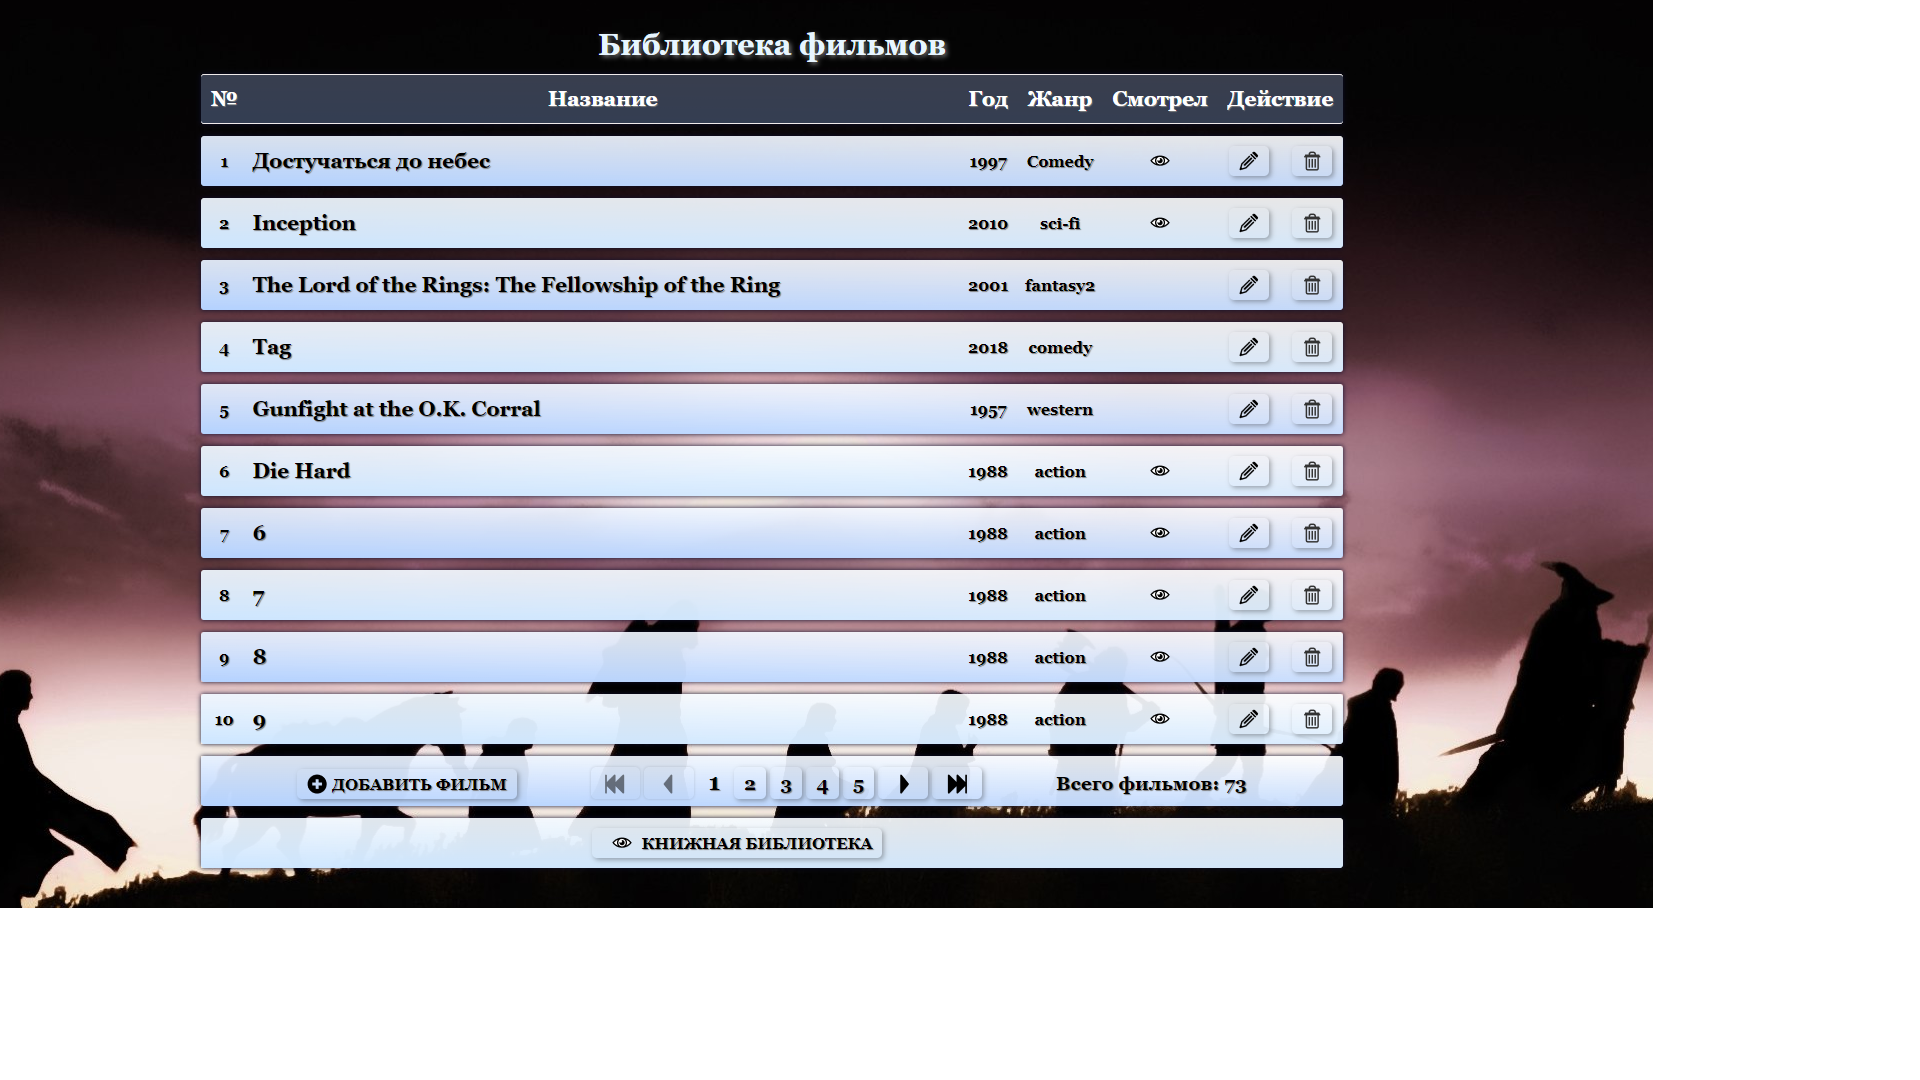 Библиотека фильмов
№ Название Год Жанр Смотрел Действие
1 Достучаться до небес 1997 Comedy
2 Inception 2010 sci-fi
3 The Lord of the Rings: The Fellowship of the Ring 2001 fantasy2
4 Tag 2018 comedy
5 Gunfight at the O.K. Corral 1957 western
6 Die Hard 1988 action
7 6 1988 action
8 7 1988 action
9 8 1988 action
10 9 1988 action
ДОБАВИТЬ ФИЛЬМ 1 2 3 4 5 Всего фильмов: 73
КНИЖНАЯ БИБЛИОТЕКА